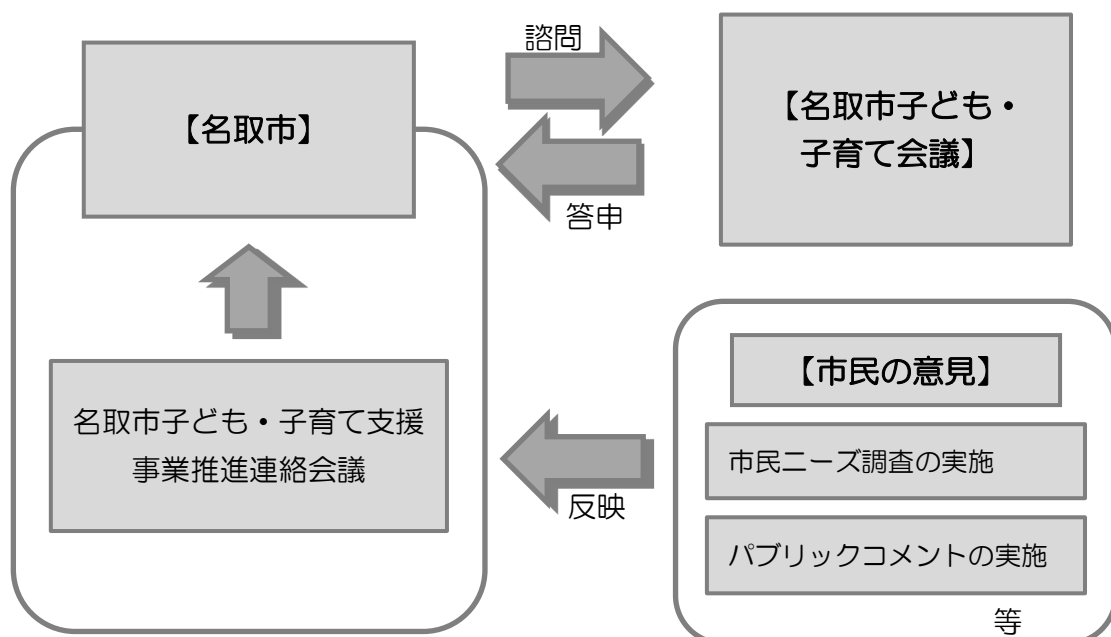 諮問
【名取市】
【名取市子ども・
子育て会議】
答申
名取市子ども・子育て支援
事業推進連絡会議
反映
【市民の意見】
市民ニーズ調査の実施
パブリックコメントの実施
等